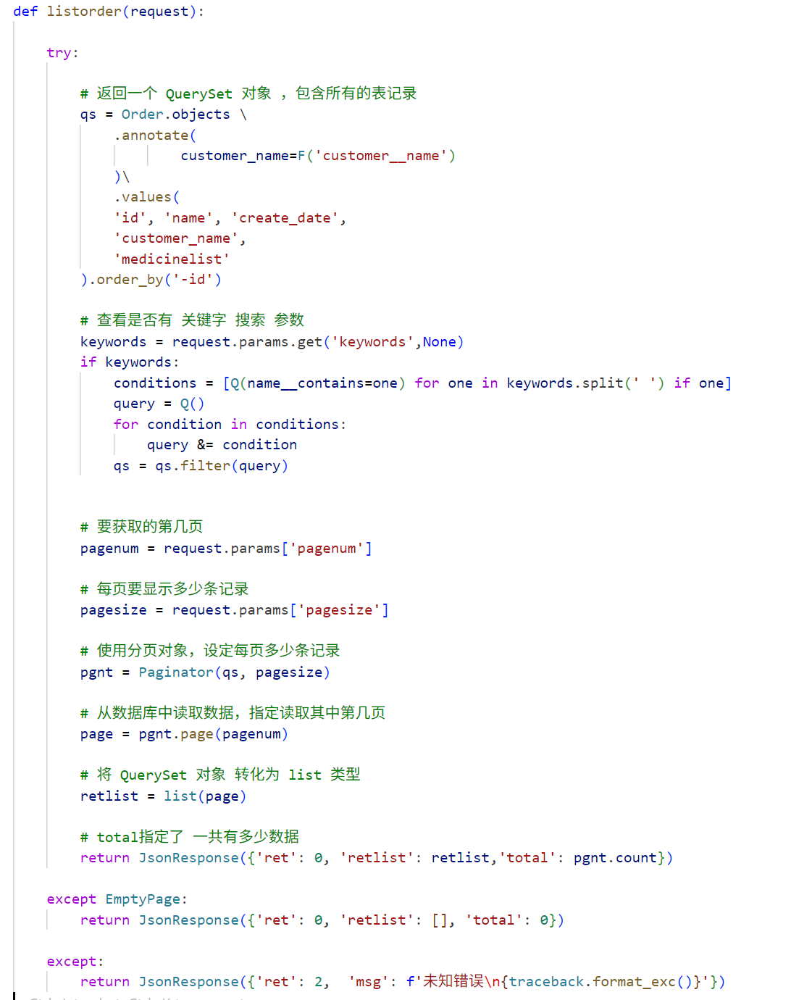 def listorder(request):
try:
# 返回一个 QuerySet 对象 ，包含所有的表记录
qs = Order.objects \
.annotate(
customer_name=F('customer__name')
)\
.values(
'id', 'name', 'create_date',
'customer_name',
'medicinelist'
).order_by('-id')
# 查看是否有 关键字 搜索 参数
keywords = request.params.get('keywords',None)
if keywords:
conditions = [Q(name__contains=one) for one in keywords.split(' ') if one]
query = Q()
for condition in conditions:
query &= condition
qs = qs.filter(query)
# 要获取的第几页
pagenum = request.params['pagenum']
# 每页要显示多少条记录
pagesize = request.params['pagesize']
# 使用分页对象，设定每页多少条记录
pgnt = Paginator(qs, pagesize)
# 从数据库中读取数据，指定读取其中第几页
page = pgnt.page(pagenum)
# 将 QuerySet 对象 转化为 list 类型
retlist = list(page)
# total指定了 一共有多少数据
return JsonResponse({'ret': 0, 'retlist': retlist,'total': pgnt.count})
except EmptyPage:
return JsonResponse({'ret': 0, 'retlist': [], 'total': 0})
except:
return JsonResponse({'ret': 2,  'msg': f'未知错误\n{traceback.format_exc()}'})